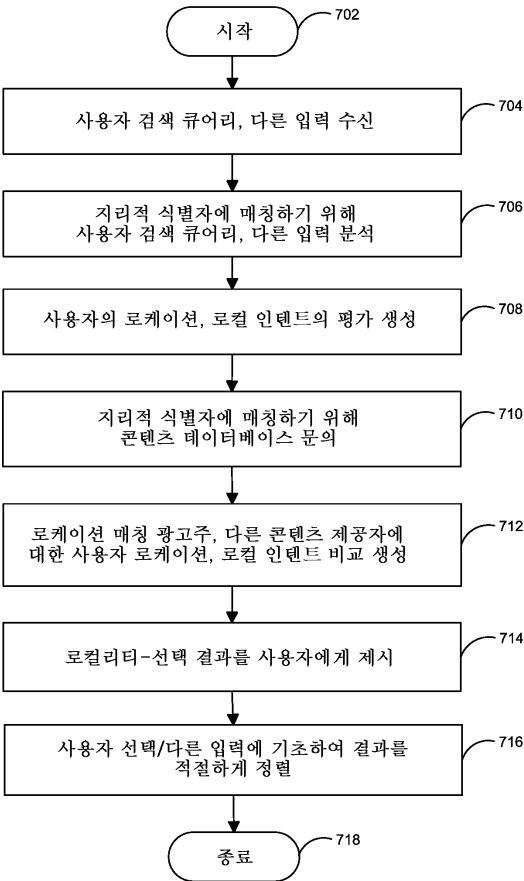 시작
702
사용자 검색 큐어리, 다른 입력 수신
704
지리적 식별자에 매칭하기 위해
사용자 검색 큐어리, 다른 입력 분석
706
사용자의 로케이션, 로컬 인텐트의 평가 생성
708
지리적 식별자에 매칭하기 위해
콘텐츠 데이터베이스 문의
710
로케이션 매칭 광고주, 다른 콘텐츠 제공자에
대한 사용자 로케이션, 로컬 인텐트 비교 생성
712
로컬리티-선택 결과를 사용자에게 제시
714
사용자 선택/다른 입력에 기초하여 결과를
적절하게 정렬
716
종료
718